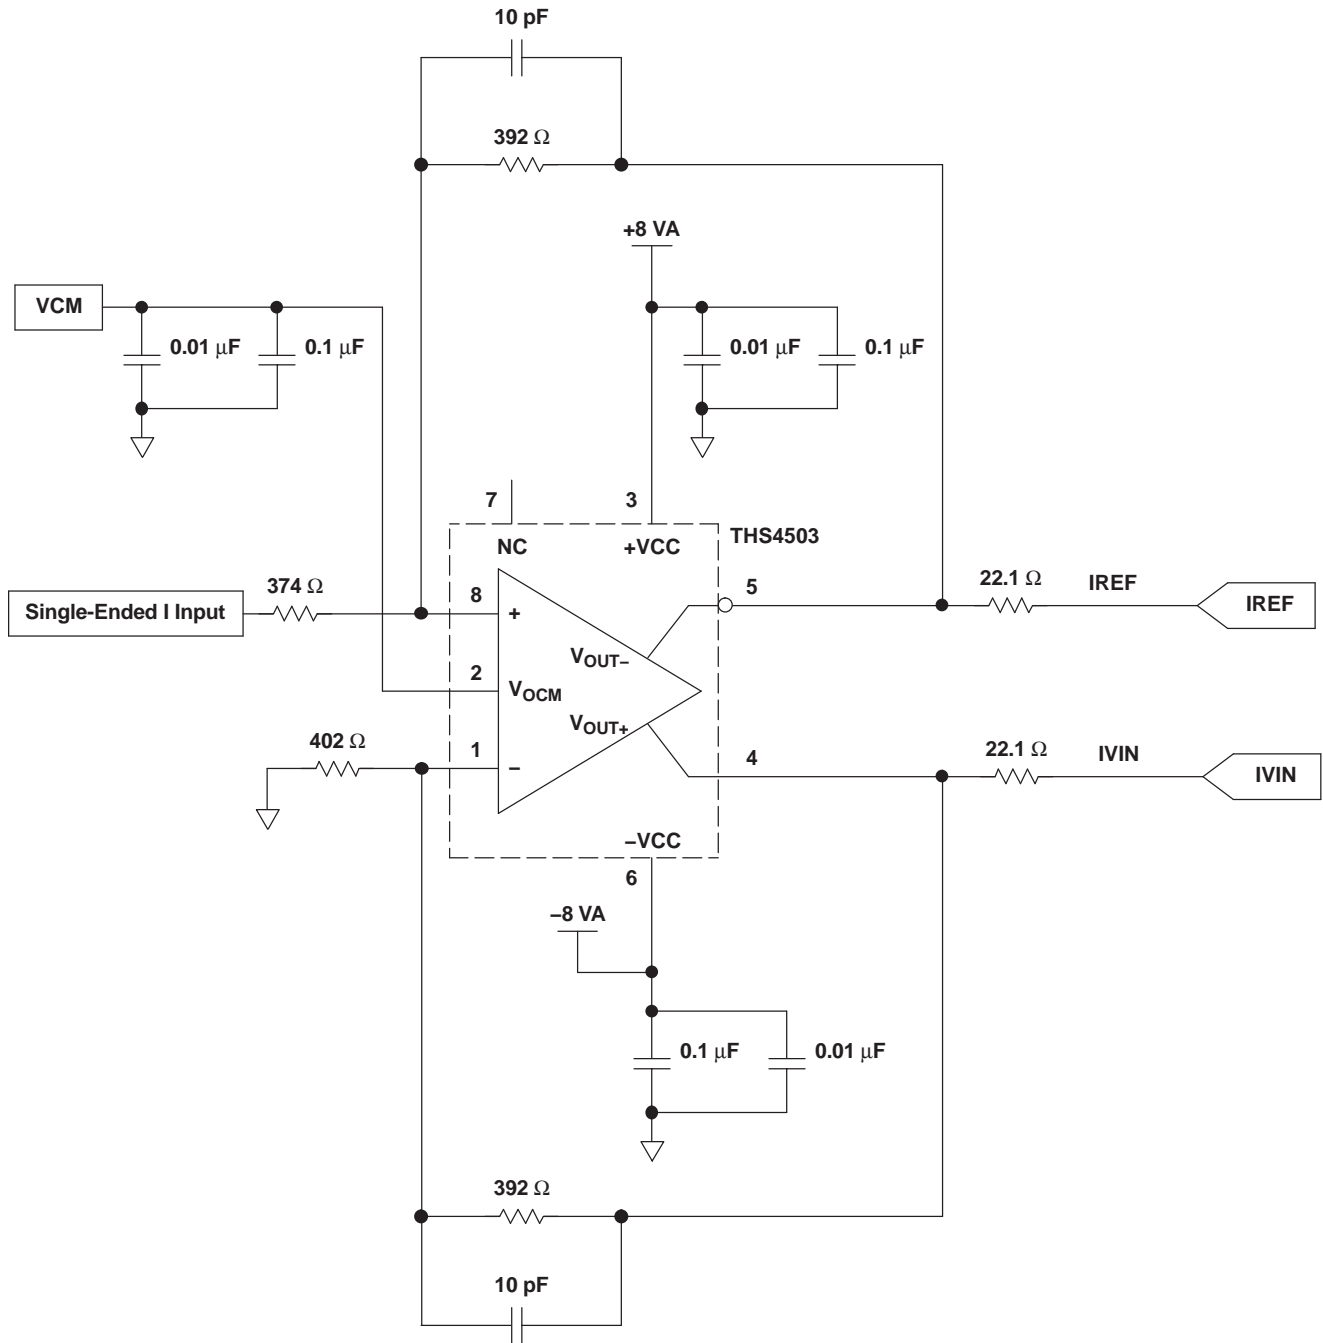 10 pF
392 Ω
+8 VA
VCM
0.01 μF
0.1 μF
0.01 μF
0.1 μF
7
3
THS4503
NC
+VCC
374 Ω
5
22.1 Ω
IREF
IREF
Single-Ended I Input
8
+
VOUT–
2
VOCM
VOUT+
402 Ω
1
–
4
22.1 Ω
IVIN
IVIN
–VCC
6
–8 VA
0.1 μF
0.01 μF
392 Ω
10 pF